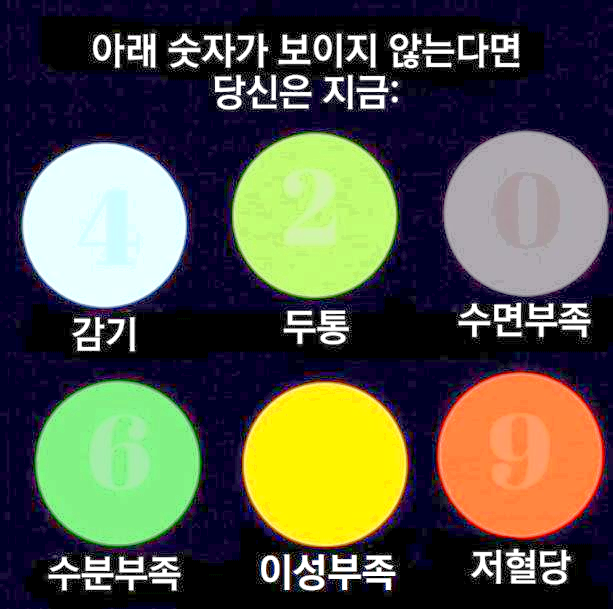 아래 숫자가 보이지 않는다면
당신은 지금:
4 2 0
감기 두통 수면부족
6 9
수분부족 이성부족 저혈당